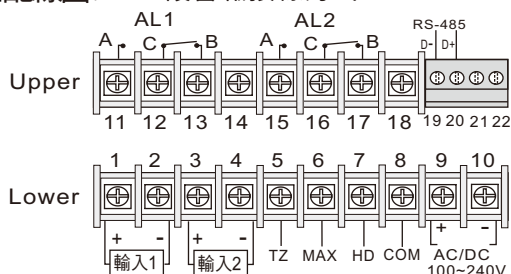 AL1 AL2 RS-485
A C B A C B D- D+
Upper
11 12 13 14 15 16 17 18 19 20 21 22
1 2 3 4 5 6 7 8 9 10
Lower
+ - + - + -
輸入1 輸入2 TZ MAX HD COM AC/DC
100~240V